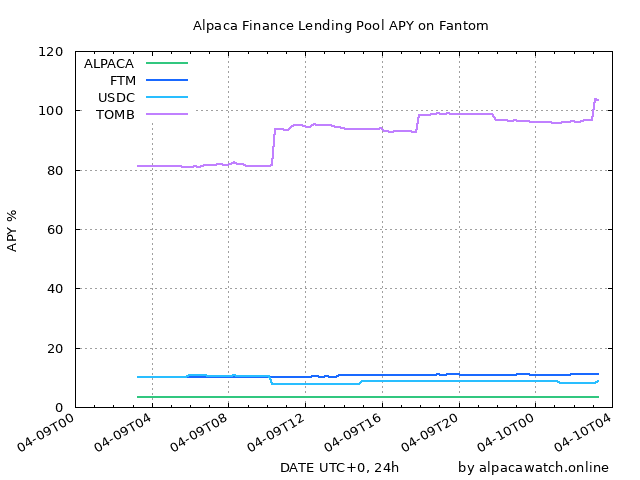 Alpaca Finance Lending Pool APY on Fantom
120
100
80
60
40
20
0
APY %
ALPACA
FTM
USDC
TOMB
04-09T00
04-09T04
04-09T08
04-09T12
04-09T16
04-09T20
04-10T00
04-10T04
DATE UTC+0, 24h
by alpacawatch.online